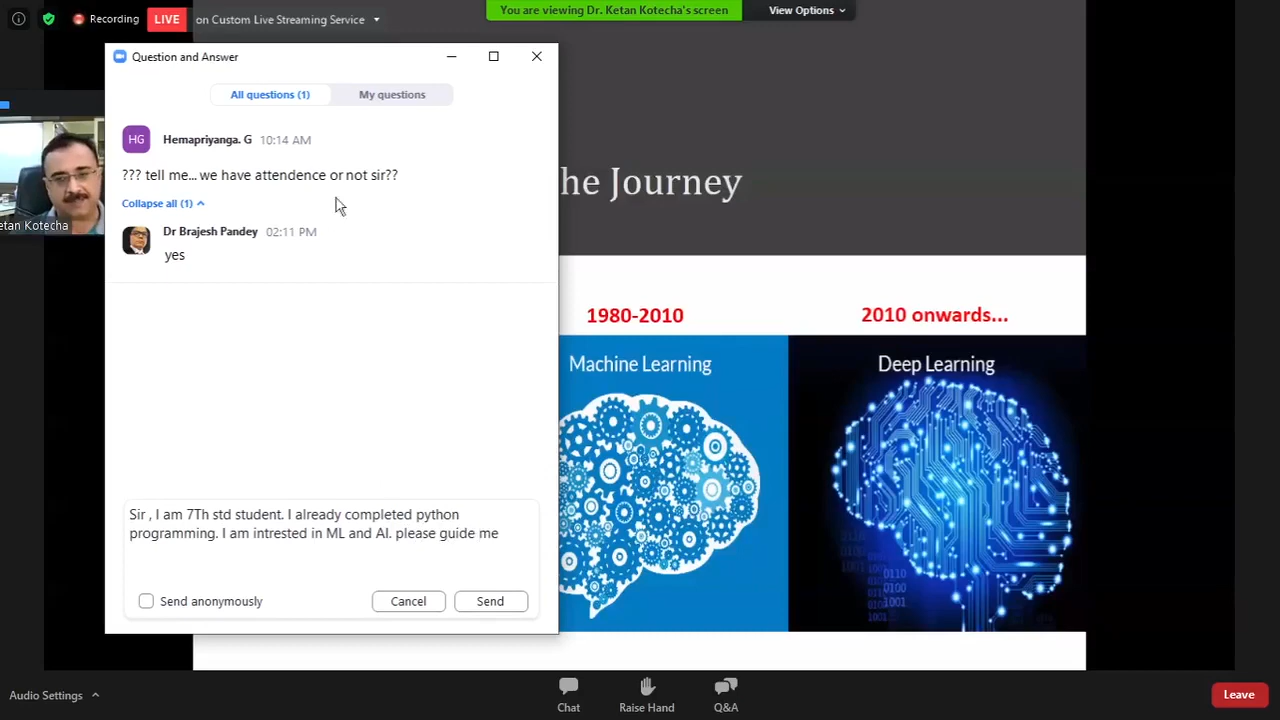 Recording
LIVE
on Custom Live Streaming Service
You are viewing Dr. Ketan Kotecha's screen
View Options
Question and Answer
All questions (1)
My questions
HG
Hemapriyanga. G 10:14 AM
??? tell me... we have attendence or not sir??
Collapse all (1)
Dr Brajesh Pandey 02:11 PM
yes
Sir , I am 7Th std student. I already completed python
programming. I am intrested in ML and AI. please guide me
Send anonymously
Cancel
Send
etan Kotecha
he Journey
1980-2010
2010 onwards...
Machine Learning
Deep Learning
0110
0110
0100
1001
Audio Settings
Chat
Raise Hand
Q&A
Leave